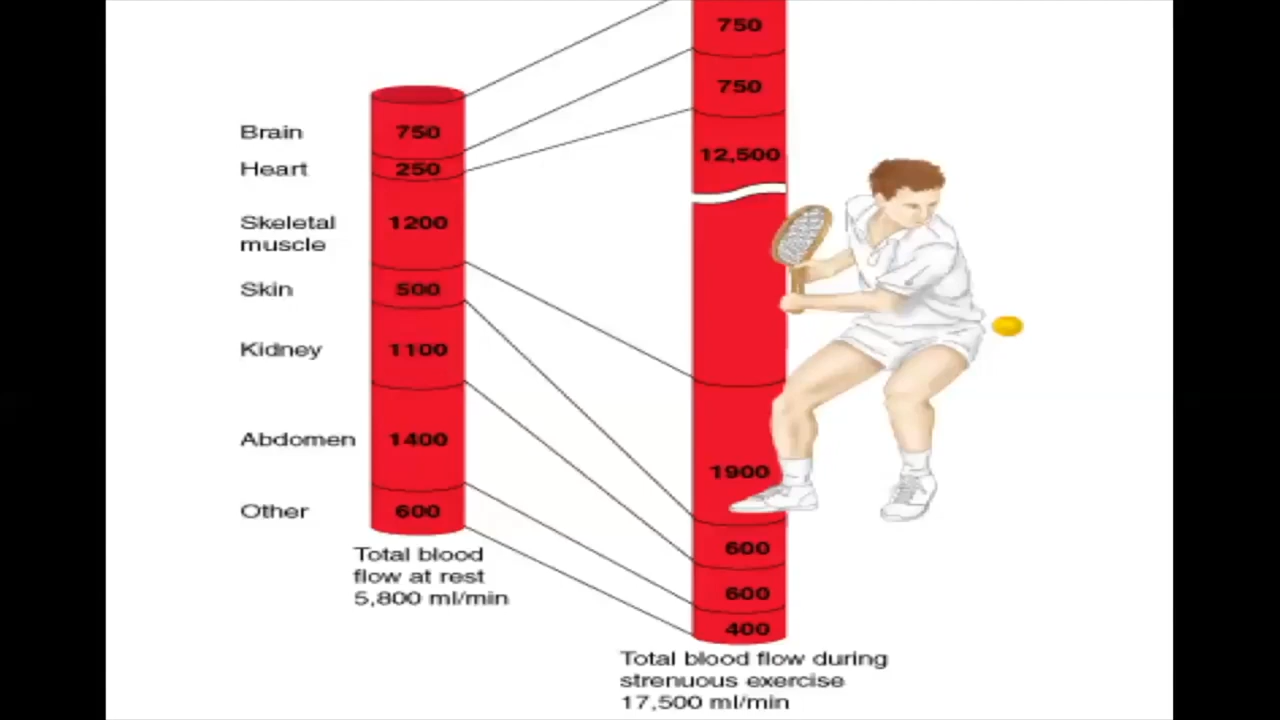 750
750
12,500
1900
600
600
400
Brain 750
Heart 250
Skeletal
muscle 1200
Skin 500
Kidney 1100
Abdomen 1400
Other 600
Total blood
flow at rest
5,800 ml/min
Total blood flow during
strenuous exercise
17,500 ml/min